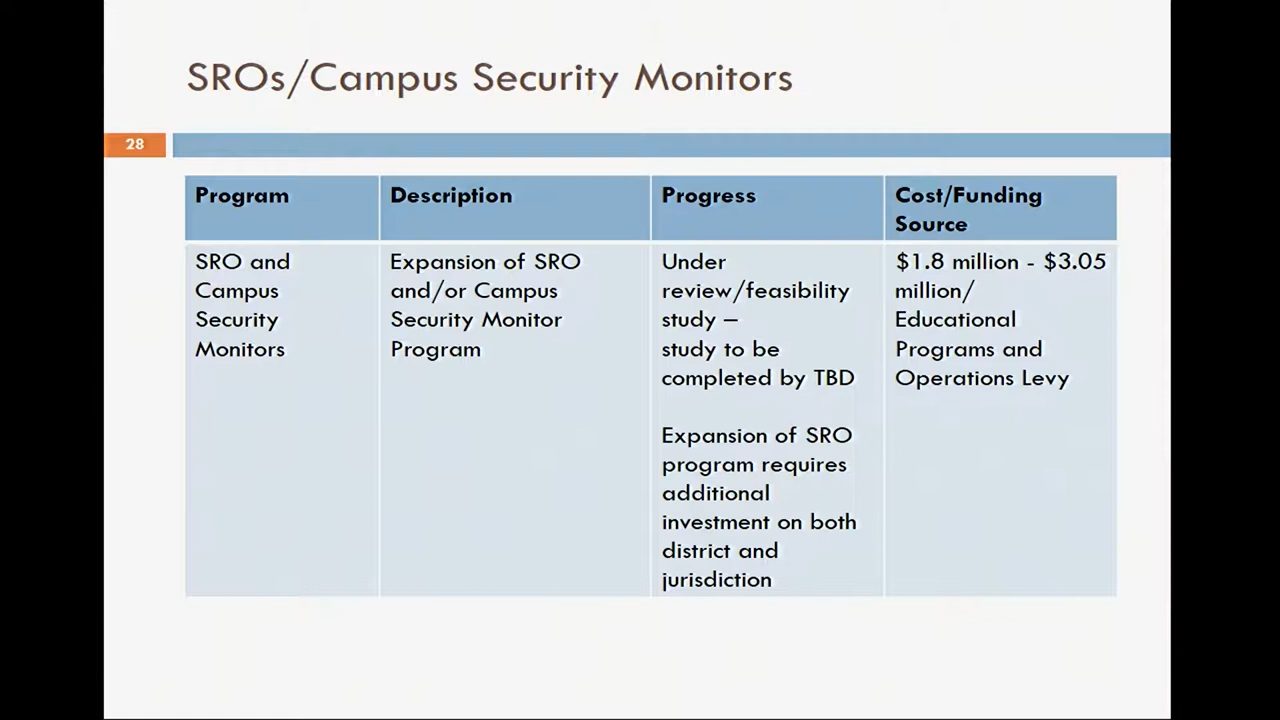 SROs/Campus Security Monitors
28
Program
Description
Progress
Cost/Funding
Source
SRO and
Campus
Security
Monitors
Expansion of SRO
and/or Campus
Security Monitor
Program
Under
review/feasibility
study –
study to be
completed by TBD
Expansion of SRO
program requires
additional
investment on both
district and
jurisdiction
$1.8 million - $3.05
million/
Educational
Programs and
Operations Levy